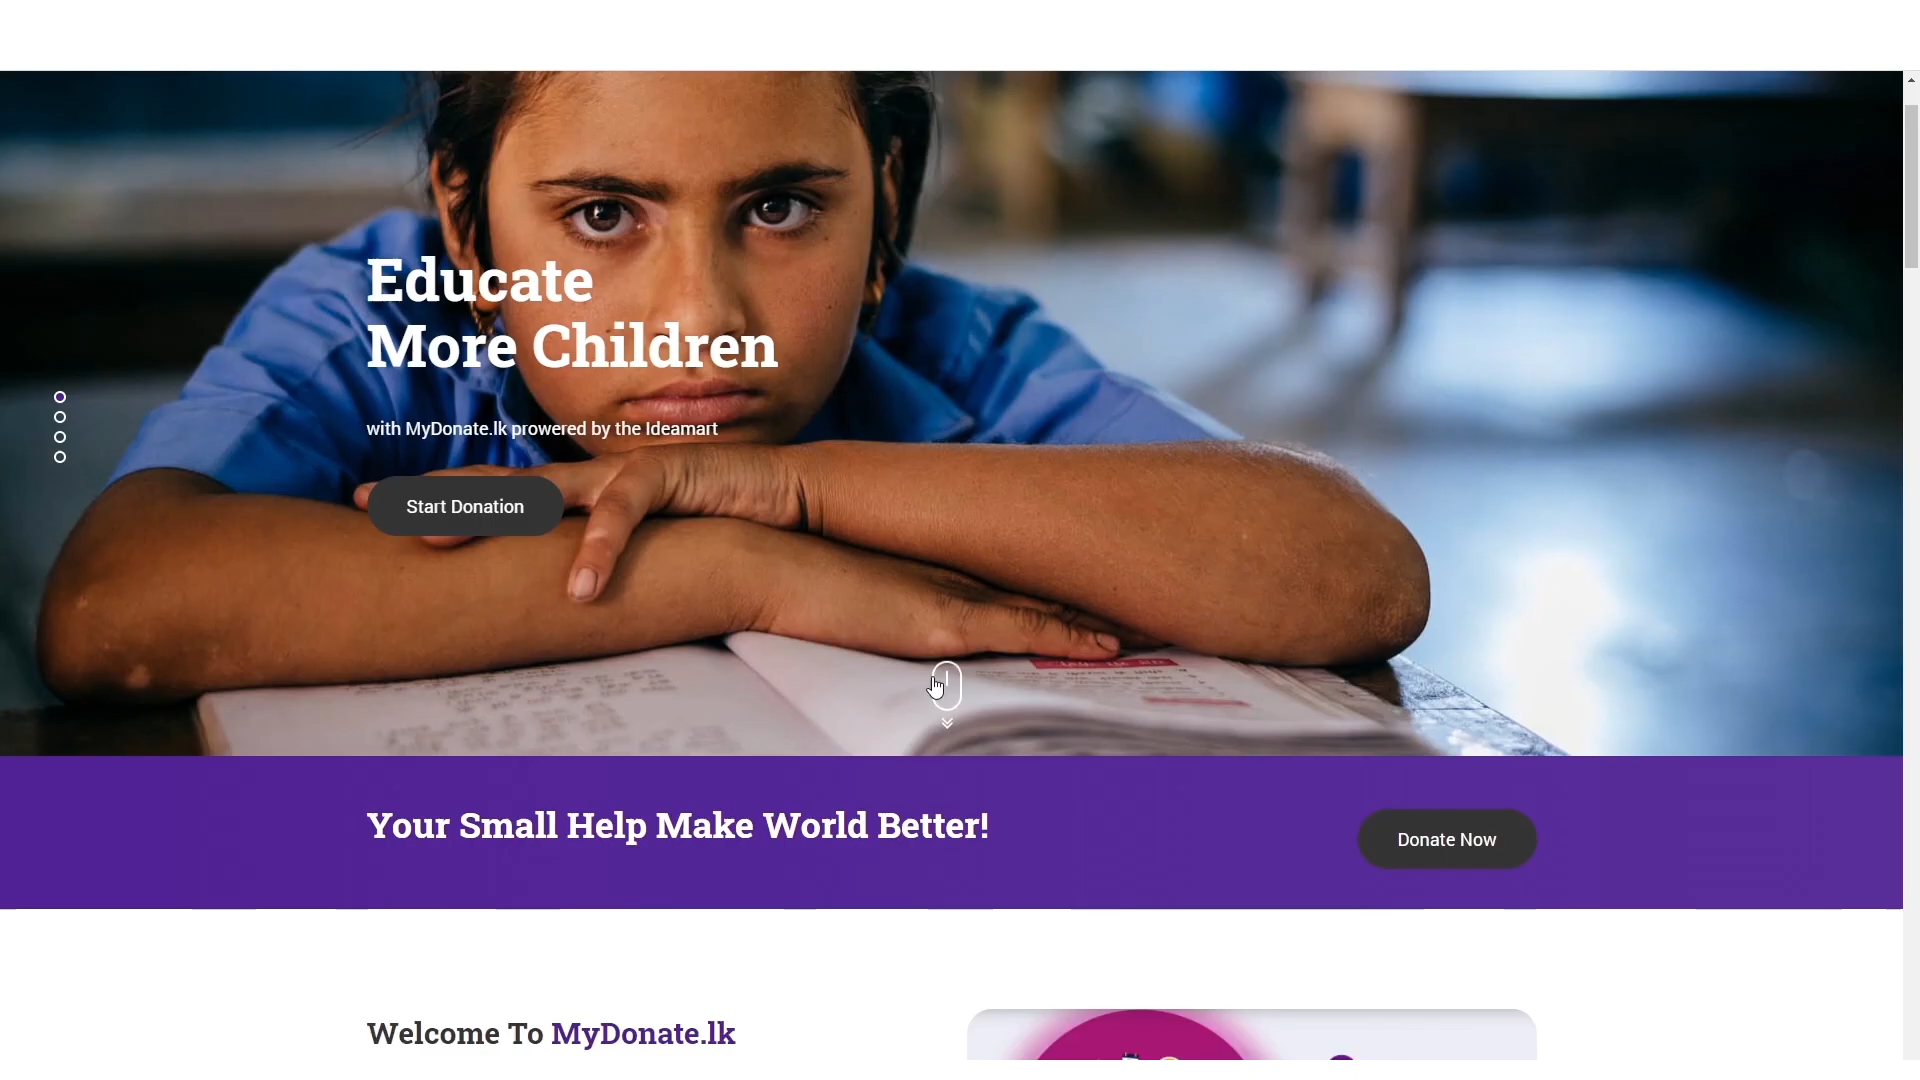 Educate
More Children
with MyDonate.lk prowered by the Ideamart
Start Donation
Your Small Help Make World Better!
Donate Now
Welcome To MyDonate.lk